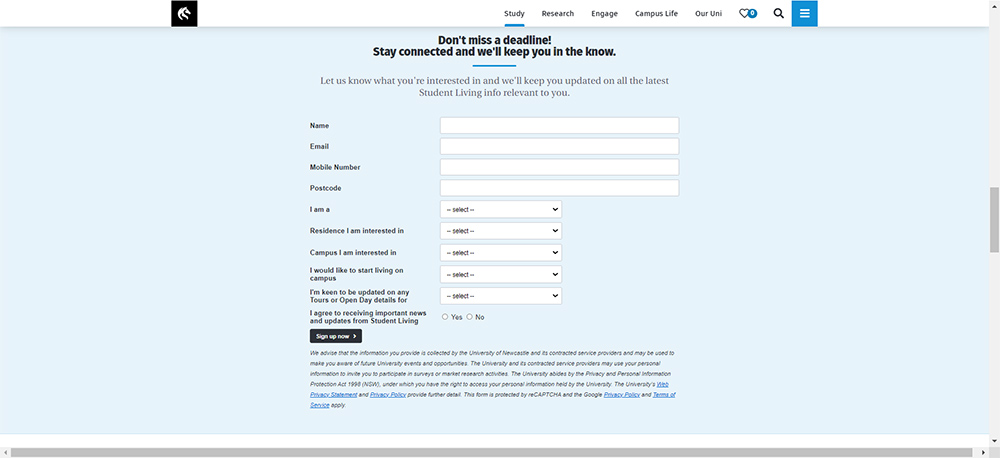 Study Research Engage Campus Life Our Uni 0
Don't miss a deadline!
Stay connected and we'll keep you in the know.
Let us know what you're interested in and we'll keep you updated on all the latest
Student Living info relevant to you.
Name
Email
Mobile Number
Postcode
I am a -- select --
Residence I am interested in -- select --
Campus I am interested in -- select --
I would like to start living on
campus -- select --
I'm keen to be updated on any
Tours or Open Day details for -- select --
I agree to receiving important news
and updates from Student Living Yes No
Sign up now
We advise that the information you provide is collected by the University of Newcastle and its contracted service providers and may be used to
make you aware of future University events and opportunities. The University and its contracted service providers may use your personal
information to invite you to participate in surveys or market research activities. The University abides by the Privacy and Personal Information
Protection Act 1998 (NSW), under which you have the right to access your personal information held by the University. The University's Web
Privacy Statement and Privacy Policy provide further detail. This form is protected by reCAPTCHA and the Google Privacy Policy and Terms of
Service apply.